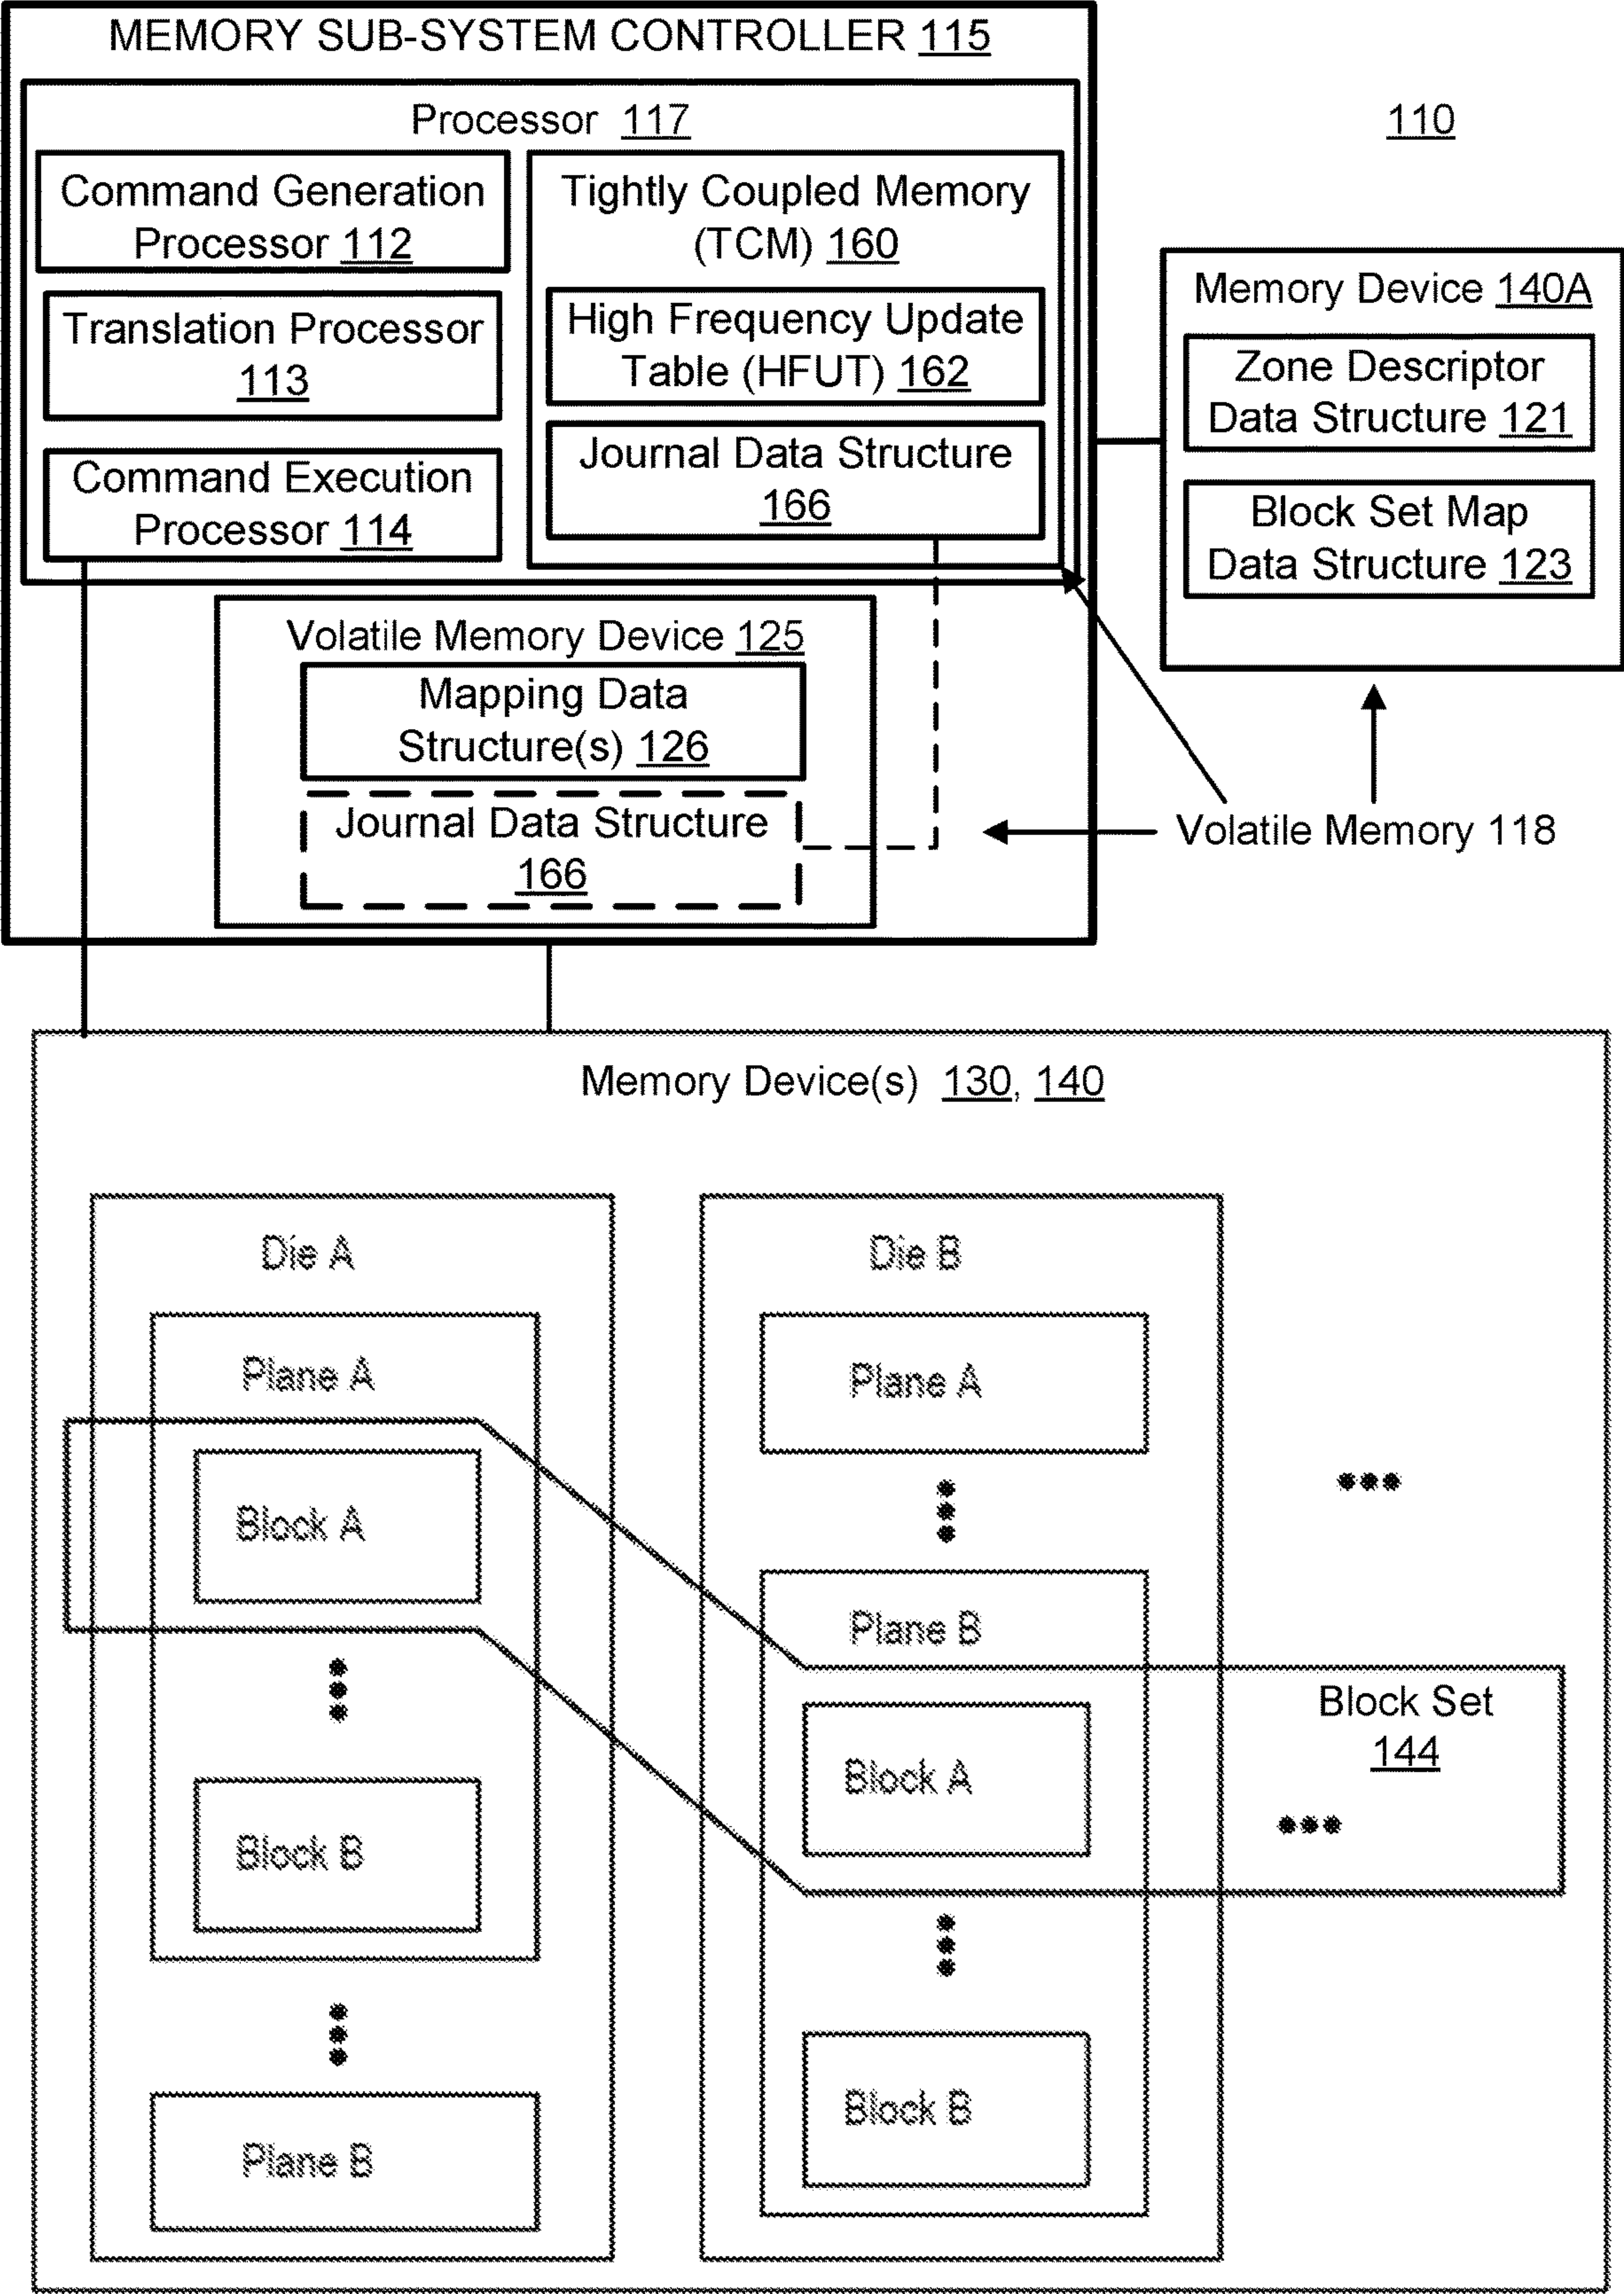 MEMORY SUB-SYSTEM CONTROLLER 115
Processor 117
Command Generation
Processor 112
Translation Processor
113
Command Execution
Processor 114
Tightly Coupled Memory
(TCM) 160
High Frequency Update
Table (HFUT) 162
Journal Data Structure
166
Volatile Memory Device 125
Mapping Data
Structure(s) 126
Journal Data Structure
166
110
Memory Device 140A
Zone Descriptor
Data Structure 121
Block Set Map
Data Structure 123
Volatile Memory 118
Memory Device(s) 130, 140
Die A
Plane A
Block A
Block B
Plane B
Die B
Plane A
Plane B
Block A
Block B
Block Set
144